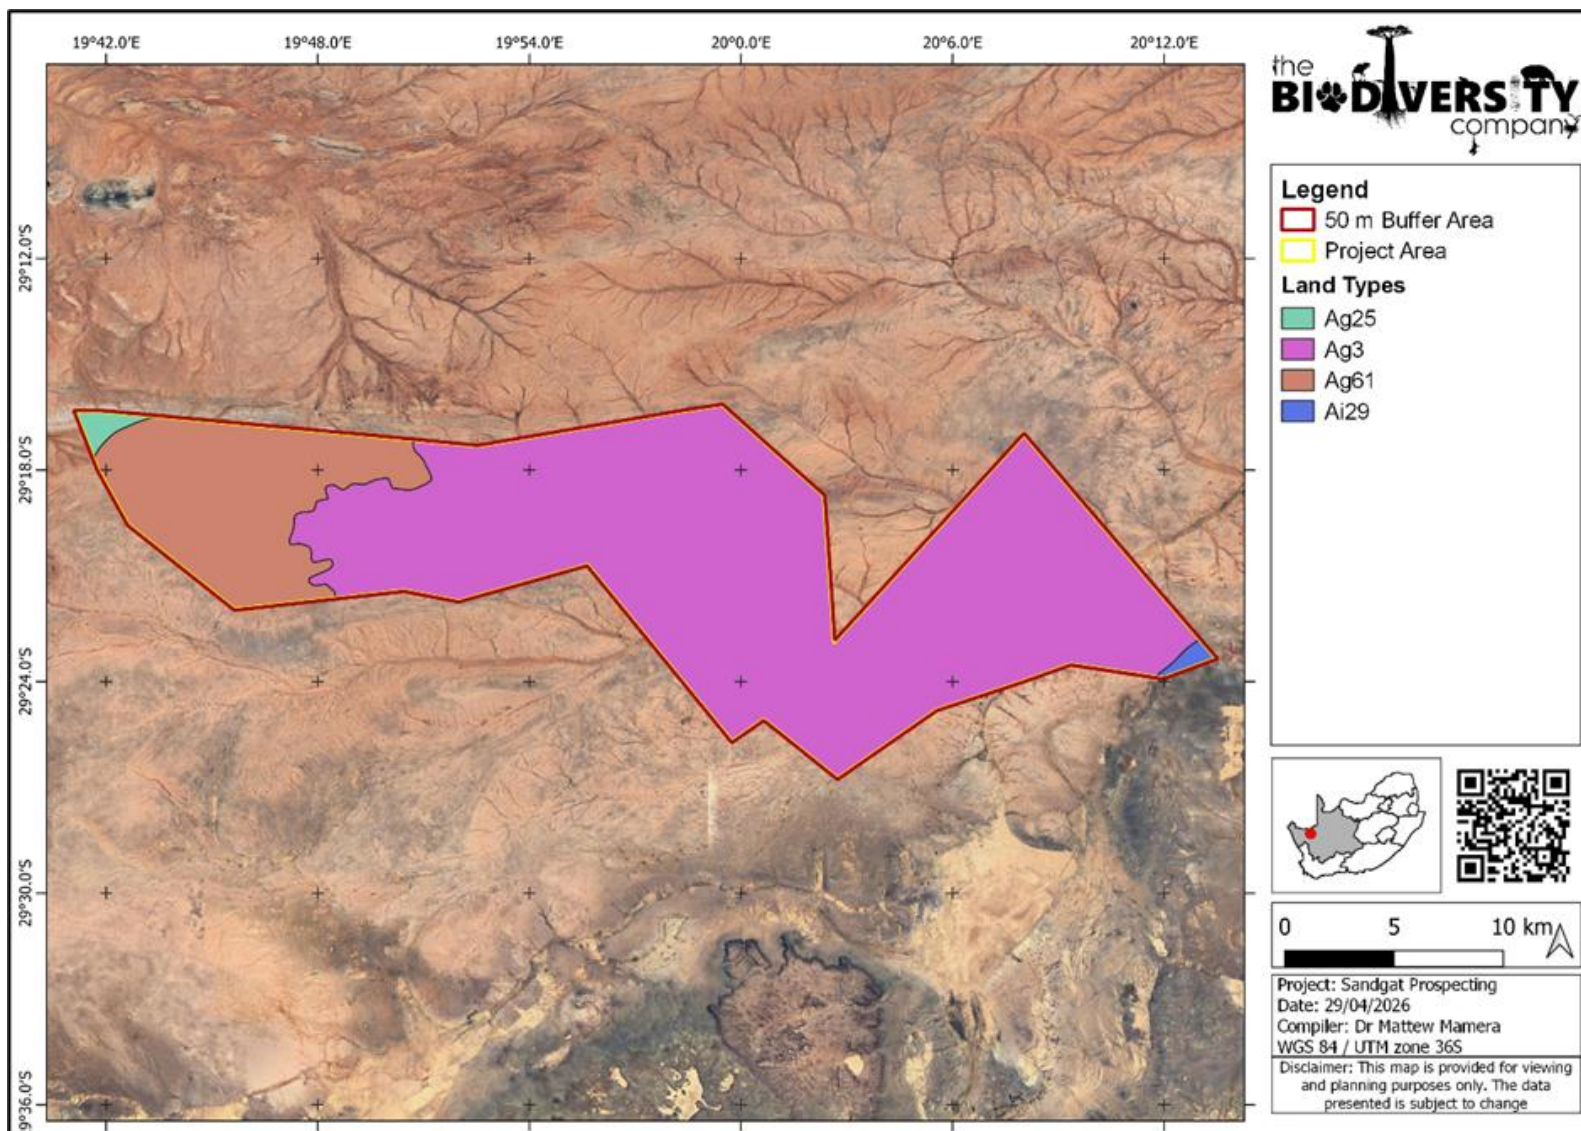 19°42.0'E 19°48.0'E 19°54.0'E 20°0.0'E 20°6.0'E 20°12.0'E
29°12.0'S
29°18.0'S
29°24.0'S
29°30.0'S
9°36.0'S
the
BIODIVERSITY
company
Legend
50 m Buffer Area
Project Area
Land Types
Ag25
Ag3
Ag61
Ai29
0 5 10 km
Project: Sandgat Prospecting
Date: 29/04/2026
Compiler: Dr Mattew Mamera
WGS 84 / UTM zone 36S
Disclaimer: This map is provided for viewing
and planning purposes only. The data
presented is subject to change